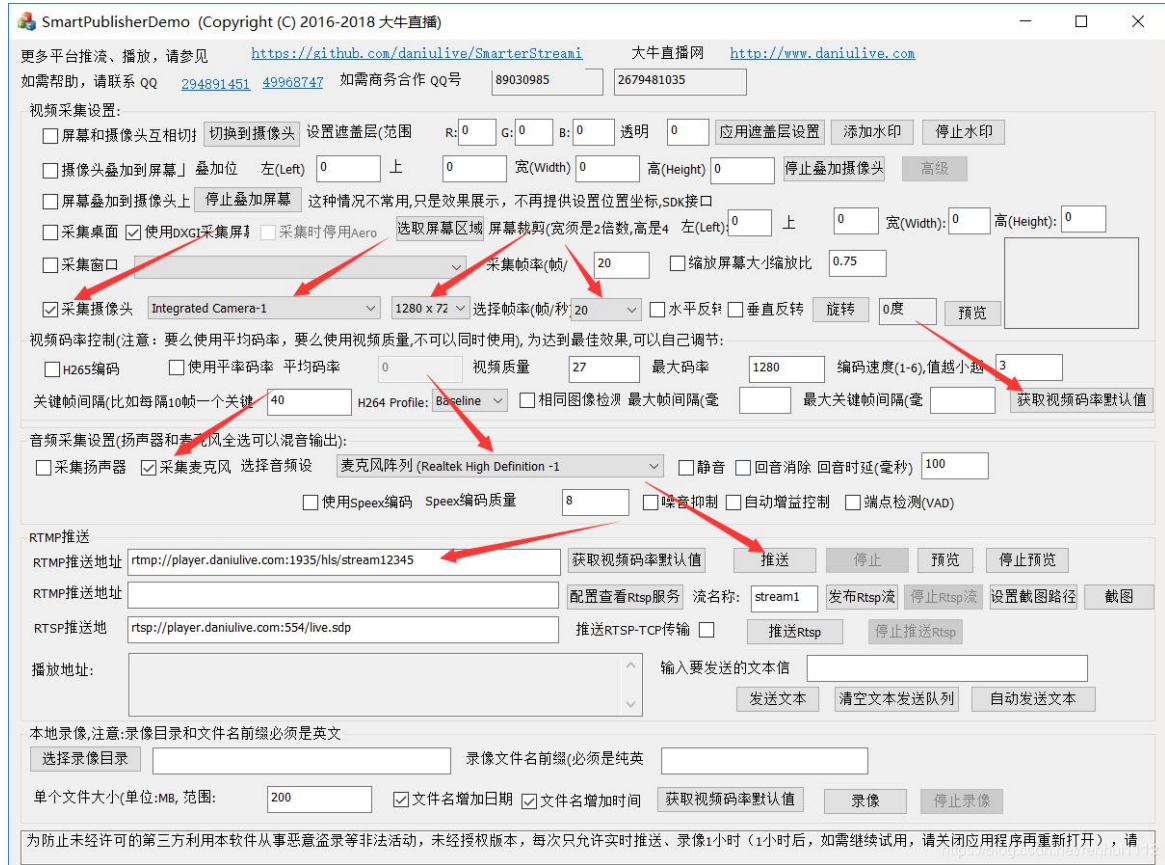 SmartPublisherDemo (Copyright (C) 2016-2018 大牛直播)
更多平台推流、播放，请参见 https://github.com/daniulive/SmarterStreami 大牛直播网 http://www.daniulive.com
如需帮助，请联系 QQ 294891451 49968747 如需商务合作 QQ号 89030985 2679481035
视频采集设置:
屏幕和摄像头互相切换 切换到摄像头 设置遮盖层(范围 R: 0 G: 0 B: 0 透明 0 应用遮盖层设置 添加水印 停止水印
摄像头叠加到屏幕上 叠加位 左(Left) 0 上 0 宽(Width) 0 高(Height) 0 停止叠加摄像头 高级
屏幕叠加到摄像头上 停止叠加屏幕 这种情况不常用,只是效果展示，不再提供设置位置坐标,SDK接口
采集桌面 使用DXGI采集屏幕 采集时停用Aero 选取屏幕区域 屏幕裁剪(宽须是2倍数,高是4 左(Left): 0 上 0 宽(Width): 0 高(Height): 0
采集窗口 采集帧率(帧/ 20 缩放屏幕大小 缩放比 0.75
采集摄像头 Integrated Camera-1 1280 x 72 选择帧率(帧/秒 20 水平反转 垂直反转 旋转 0度 预览
视频码率控制(注意：要么使用平均码率，要么使用视频质量,不可以同时使用), 为达到最佳效果,可以自己调节:
H265编码 使用平率码率 平均码率 0 视频质量 27 最大码率 1280 编码速度(1-6),值越小越 3
关键帧间隔(比如每隔10帧一个关键 40 H264 Profile: Baseline 相同图像检测 最大帧间隔(毫 最大关键帧间隔(毫 获取视频码率默认值
音频采集设置(扬声器和麦克风全选可以混音输出):
采集扬声器 采集麦克风 选择音频设 麦克风阵列 (Realtek High Definition -1 静音 回音消除 回音时延(毫秒) 100
使用Speex编码 Speex编码质量 8 噪音抑制 自动增益控制 端点检测(VAD)
RTMP推送
RTMP推送地址 rtmp://player.daniulive.com:1935/hls/stream12345 获取视频码率默认值 推送 停止 预览 停止预览
RTMP推送地址 配置查看Rtsp服务 流名称: stream1 发布Rtsp流 停止Rtsp流 设置截图路径 截图
RTSP推送地 rtsp://player.daniulive.com:554/live.sdp 推送RTSP-TCP传输 推送Rtsp 停止推送Rtsp
播放地址: 输入要发送的文本信
发送文本 清空文本发送队列 自动发送文本
本地录像,注意:录像目录和文件名前缀必须是英文
选择录像目录 录像文件名前缀(必须是纯英
单个文件大小(单位:MB, 范围: 200 文件名增加日期 文件名增加时间 获取视频码率默认值 录像 停止录像
为防止未经许可的第三方利用本软件从事恶意盗录等非法活动，未经授权版本，每次只允许实时推送、录像1小时（1小时后，如需继续试用，请关闭应用程序再重新打开），请